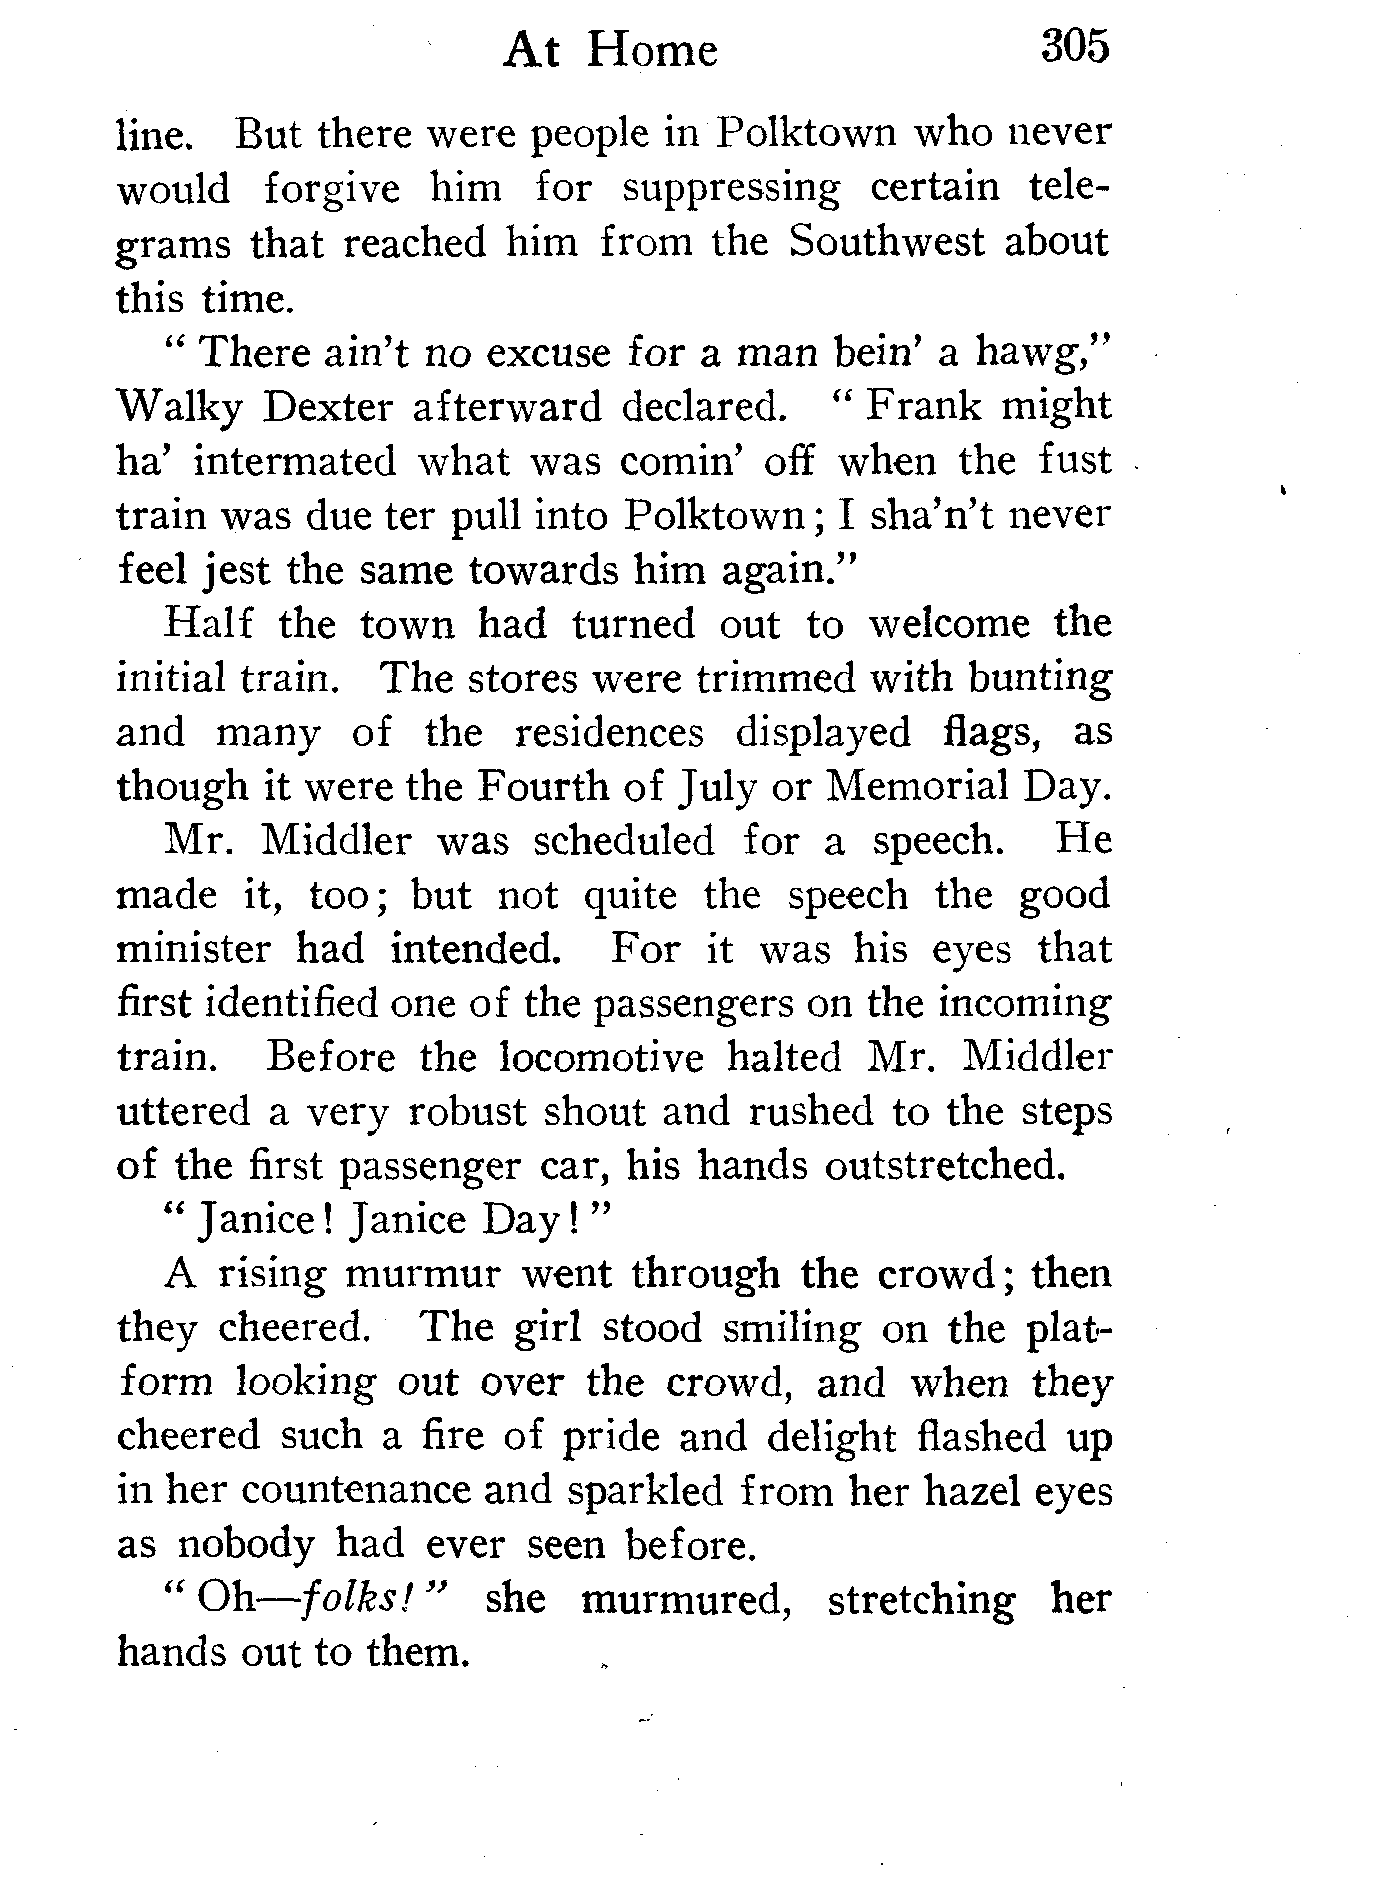 At Home 305
line. But there were people in Polktown who never
would forgive him for suppressing certain tele-
grams that reached him from the Southwest about
this time.
" There ain't no excuse for a man bein' a hawg,"
Walky Dexter afterward declared. " Frank might
ha' intermated what was comin' off when the fust
train was due ter pull into Polktown; I sha'n't never
feel jest the same towards him again."
Half the town had turned out to welcome the
initial train. The stores were trimmed with bunting
and many of the residences displayed flags, as
though it were the Fourth of July or Memorial Day.
Mr. Middler was scheduled for a speech. He
made it, too; but not quite the speech the good
minister had intended. For it was his eyes that
first identified one of the passengers on the incoming
train. Before the locomotive halted Mr. Middler
uttered a very robust shout and rushed to the steps
of the first passenger car, his hands outstretched.
" Janice! Janice Day! "
A rising murmur went through the crowd; then
they cheered. The girl stood smiling on the plat-
form looking out over the crowd, and when they
cheered such a fire of pride and delight flashed up
in her countenance and sparkled from her hazel eyes
as nobody had ever seen before.
" Oh—folks! " she murmured, stretching her
hands out to them.